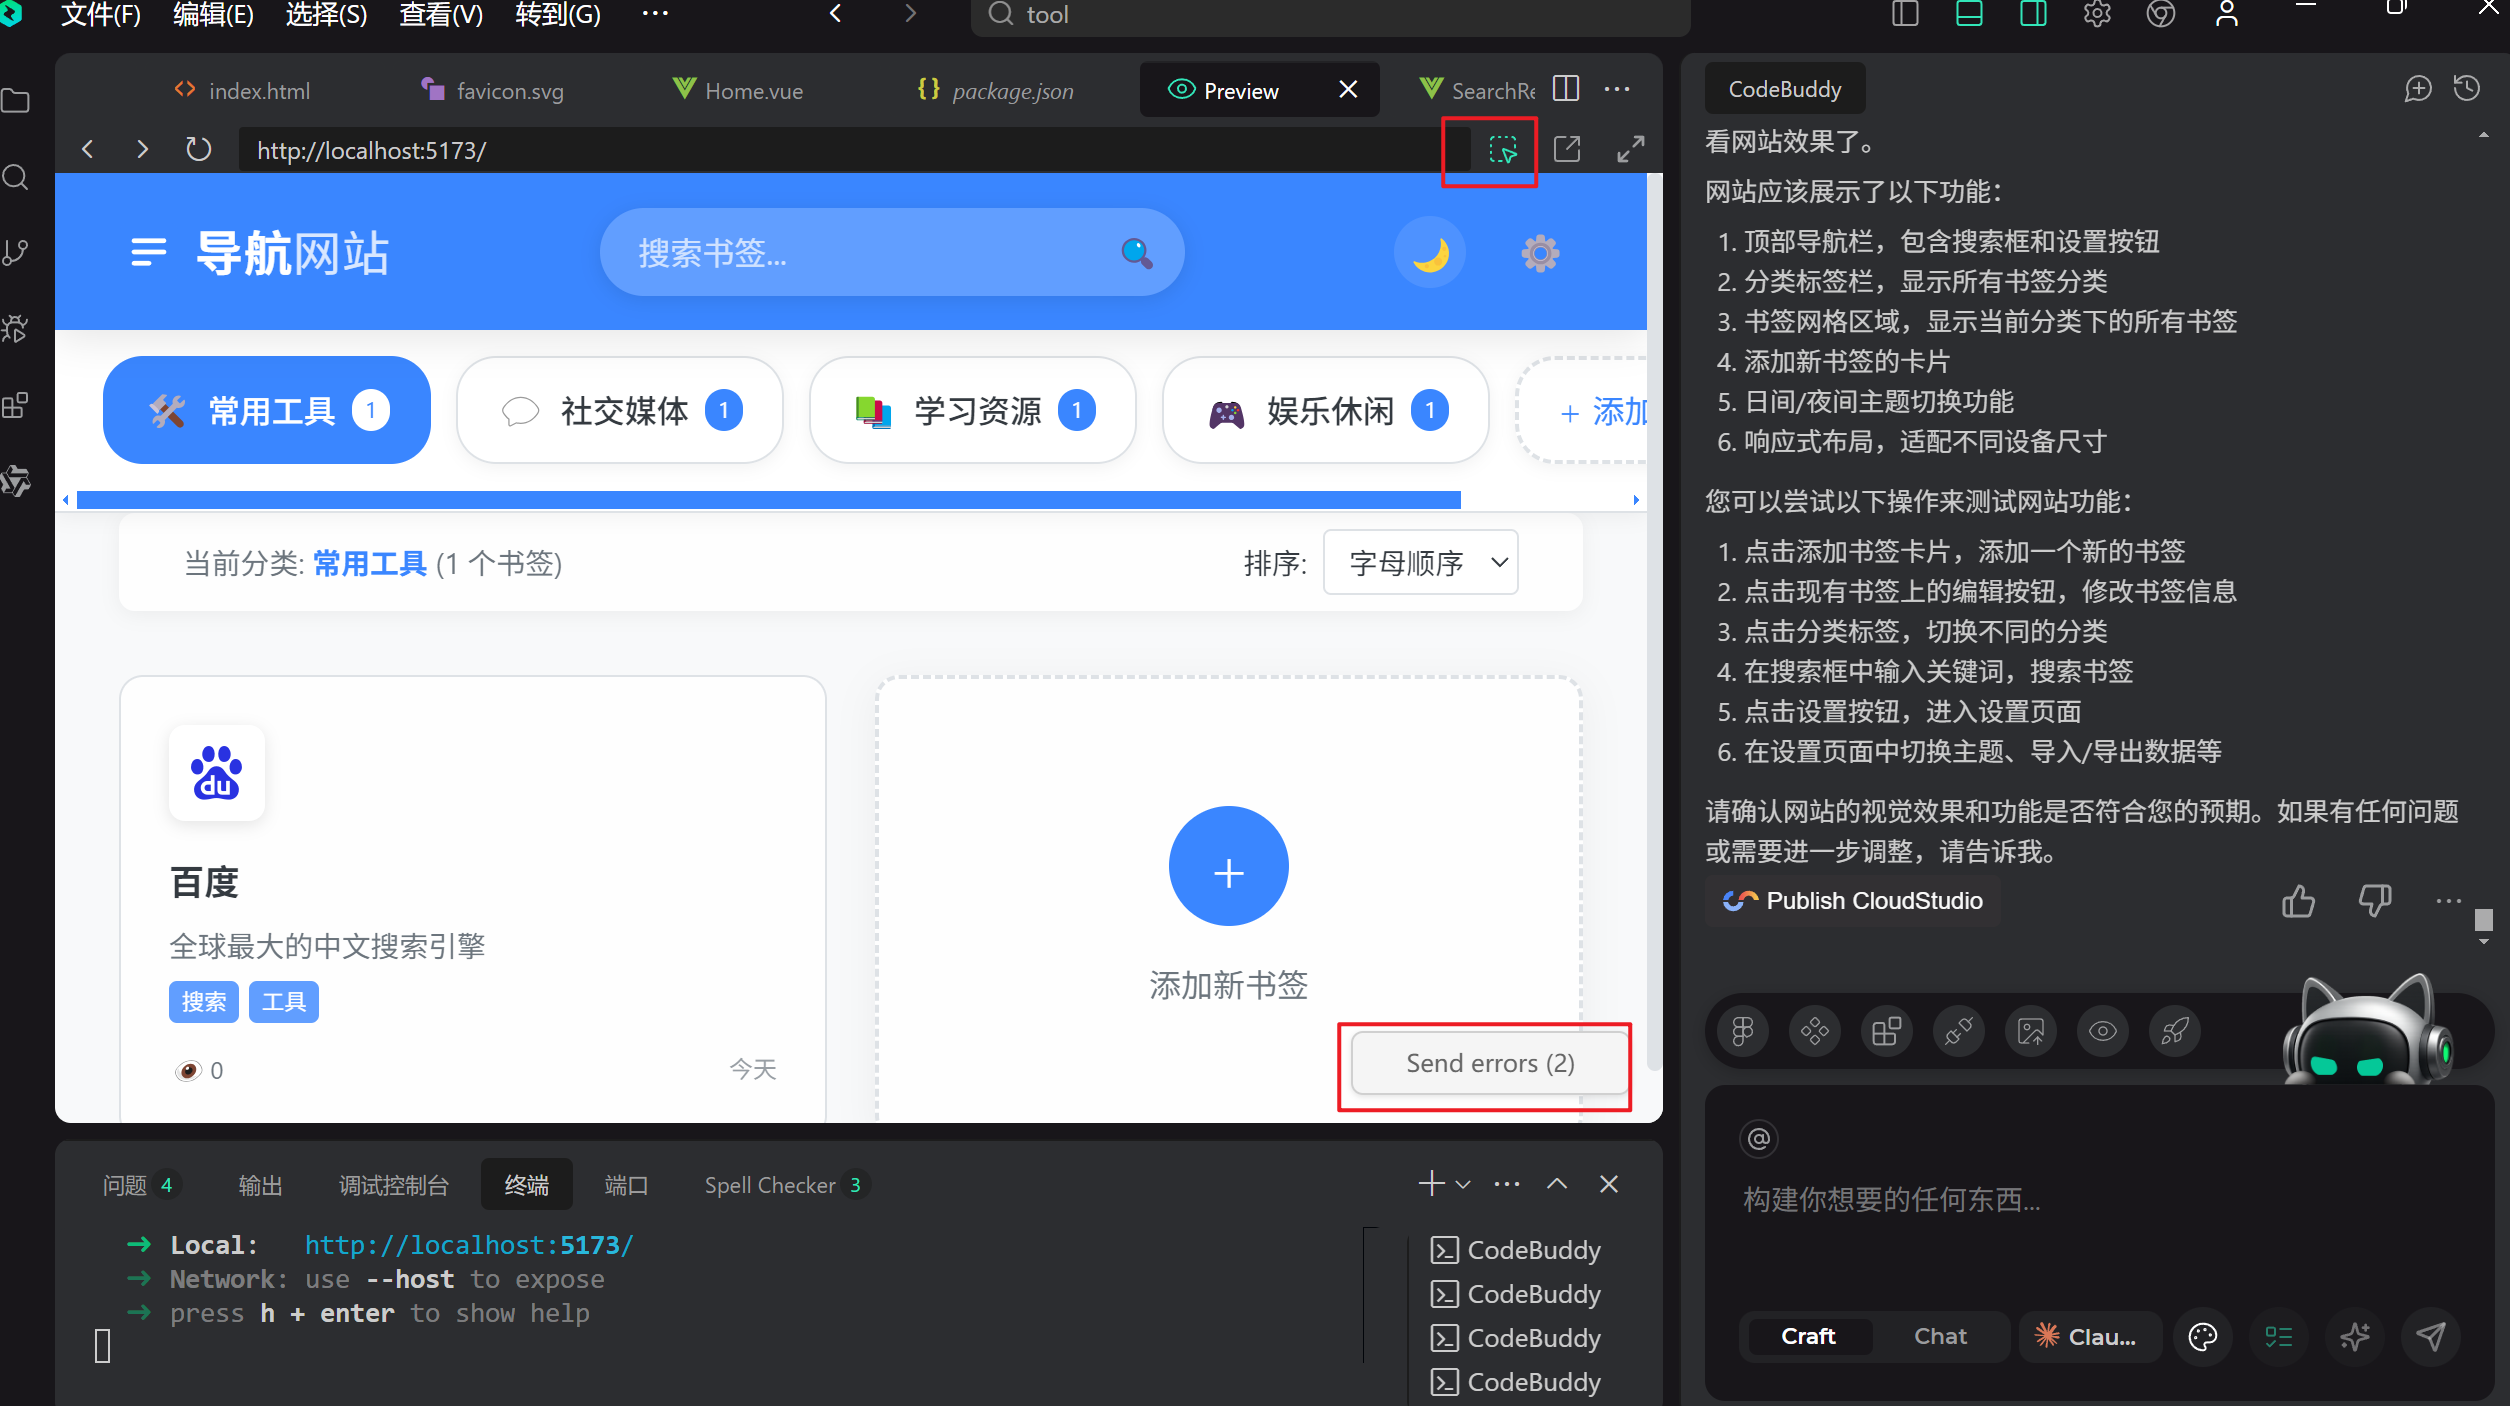 文件(F) 编辑(E) 选择(S) 查看(V) 转到(G) ··· tool
index.html favicon.svg Home.vue {} package.json Preview SearchRe
http://localhost:5173/
导航网站 搜索书签...
常用工具 1 社交媒体 1 学习资源 1 娱乐休闲 1 + 添加
当前分类: 常用工具 (1 个书签) 排序: 字母顺序
du
百度
全球最大的中文搜索引擎
搜索 工具
0 今天
+
添加新书签
Send errors (2)
问题 4 输出 调试控制台 终端 端口 Spell Checker 3
➜ Local: http://localhost:5173/
➜ Network: use --host to expose
➜ press h + enter to show help
CodeBuddy
CodeBuddy
CodeBuddy
CodeBuddy
CodeBuddy
看网站效果了。
网站应该展示了以下功能：
1. 顶部导航栏，包含搜索框和设置按钮
2. 分类标签栏，显示所有书签分类
3. 书签网格区域，显示当前分类下的所有书签
4. 添加新书签的卡片
5. 日间/夜间主题切换功能
6. 响应式布局，适配不同设备尺寸
您可以尝试以下操作来测试网站功能：
1. 点击添加书签卡片，添加一个新的书签
2. 点击现有书签上的编辑按钮，修改书签信息
3. 点击分类标签，切换不同的分类
4. 在搜索框中输入关键词，搜索书签
5. 点击设置按钮，进入设置页面
6. 在设置页面中切换主题、导入/导出数据等
请确认网站的视觉效果和功能是否符合您的预期。如果有任何问题
或需要进一步调整，请告诉我。
Publish CloudStudio
@
构建你想要的任何东西...
Craft Chat Clau...